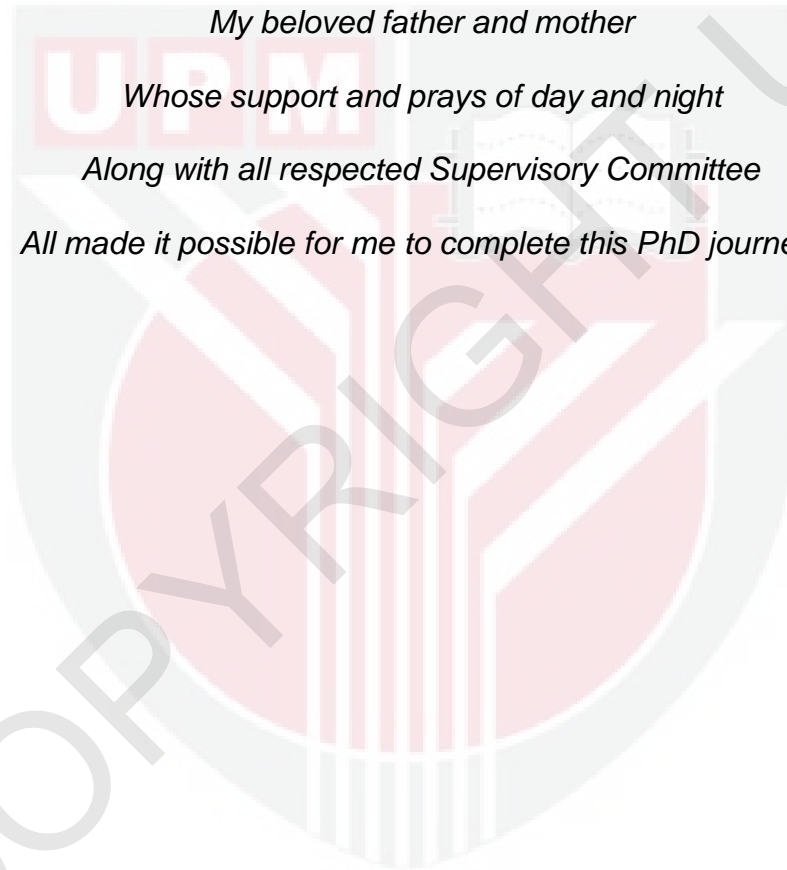 My beloved father and mother
UPM
Whose support and prays of day and night
Along with all respected Supervisory Committee
All made it possible for me to complete this PhD journe
OPYRIGHT U